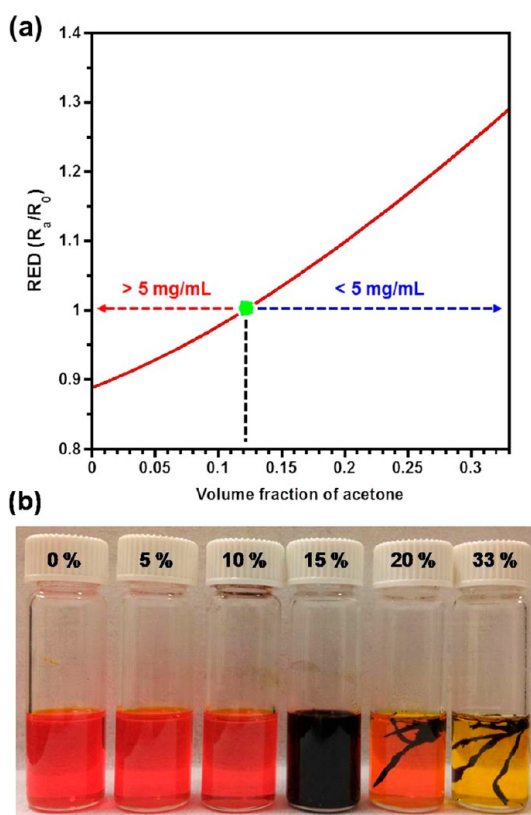 (a)
1.4
1.3
1.2
1.1
1
0.9
0.8
RED (Ra/R0)
> 5 mg/mL
< 5 mg/mL
0 0.05 0.1 0.15 0.2 0.25 0.3
Volume fraction of acetone
(b)
0 % 5 % 10 % 15 % 20 % 33 %